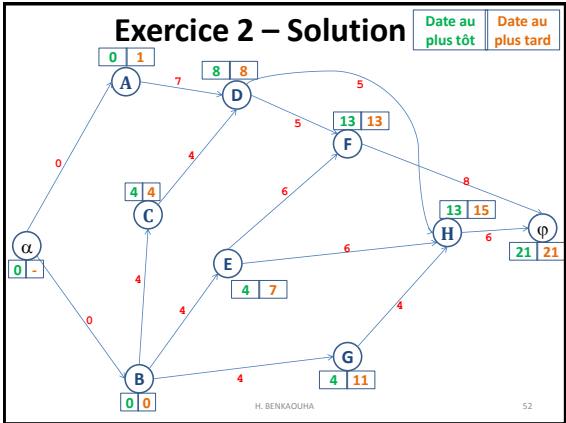 Exercice 2 – Solution
Date au plus tôt
Date au plus tard
0 1
A
7
8 8
D
5
5
13 13
F
0
4
4 4
C
6
8
13 15
H
6
φ
21 21
α
0 -
E
6
4 7
4
4
0
4
G
4 11
4
B
0 0
H. BENKAOUHA
52